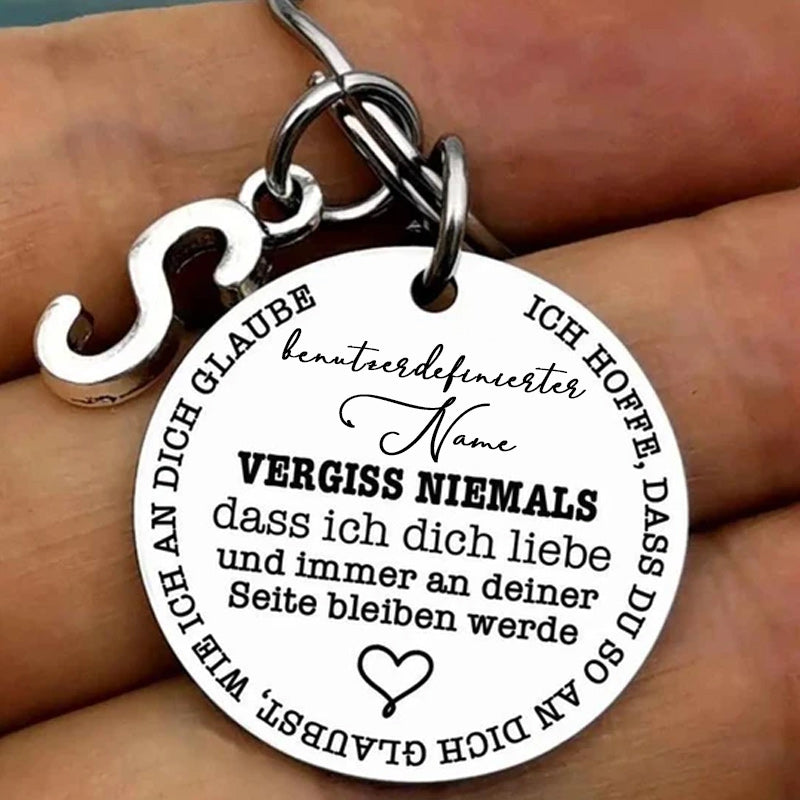 S
benutzerdefinierter
Name
VERGISS NIEMALS
dass ich dich liebe
und immer an deiner
Seite bleiben werde
ICH HOFFE, DASS DU SO AN DICH GLAUBST, WIE ICH AN DICH GLAUBE